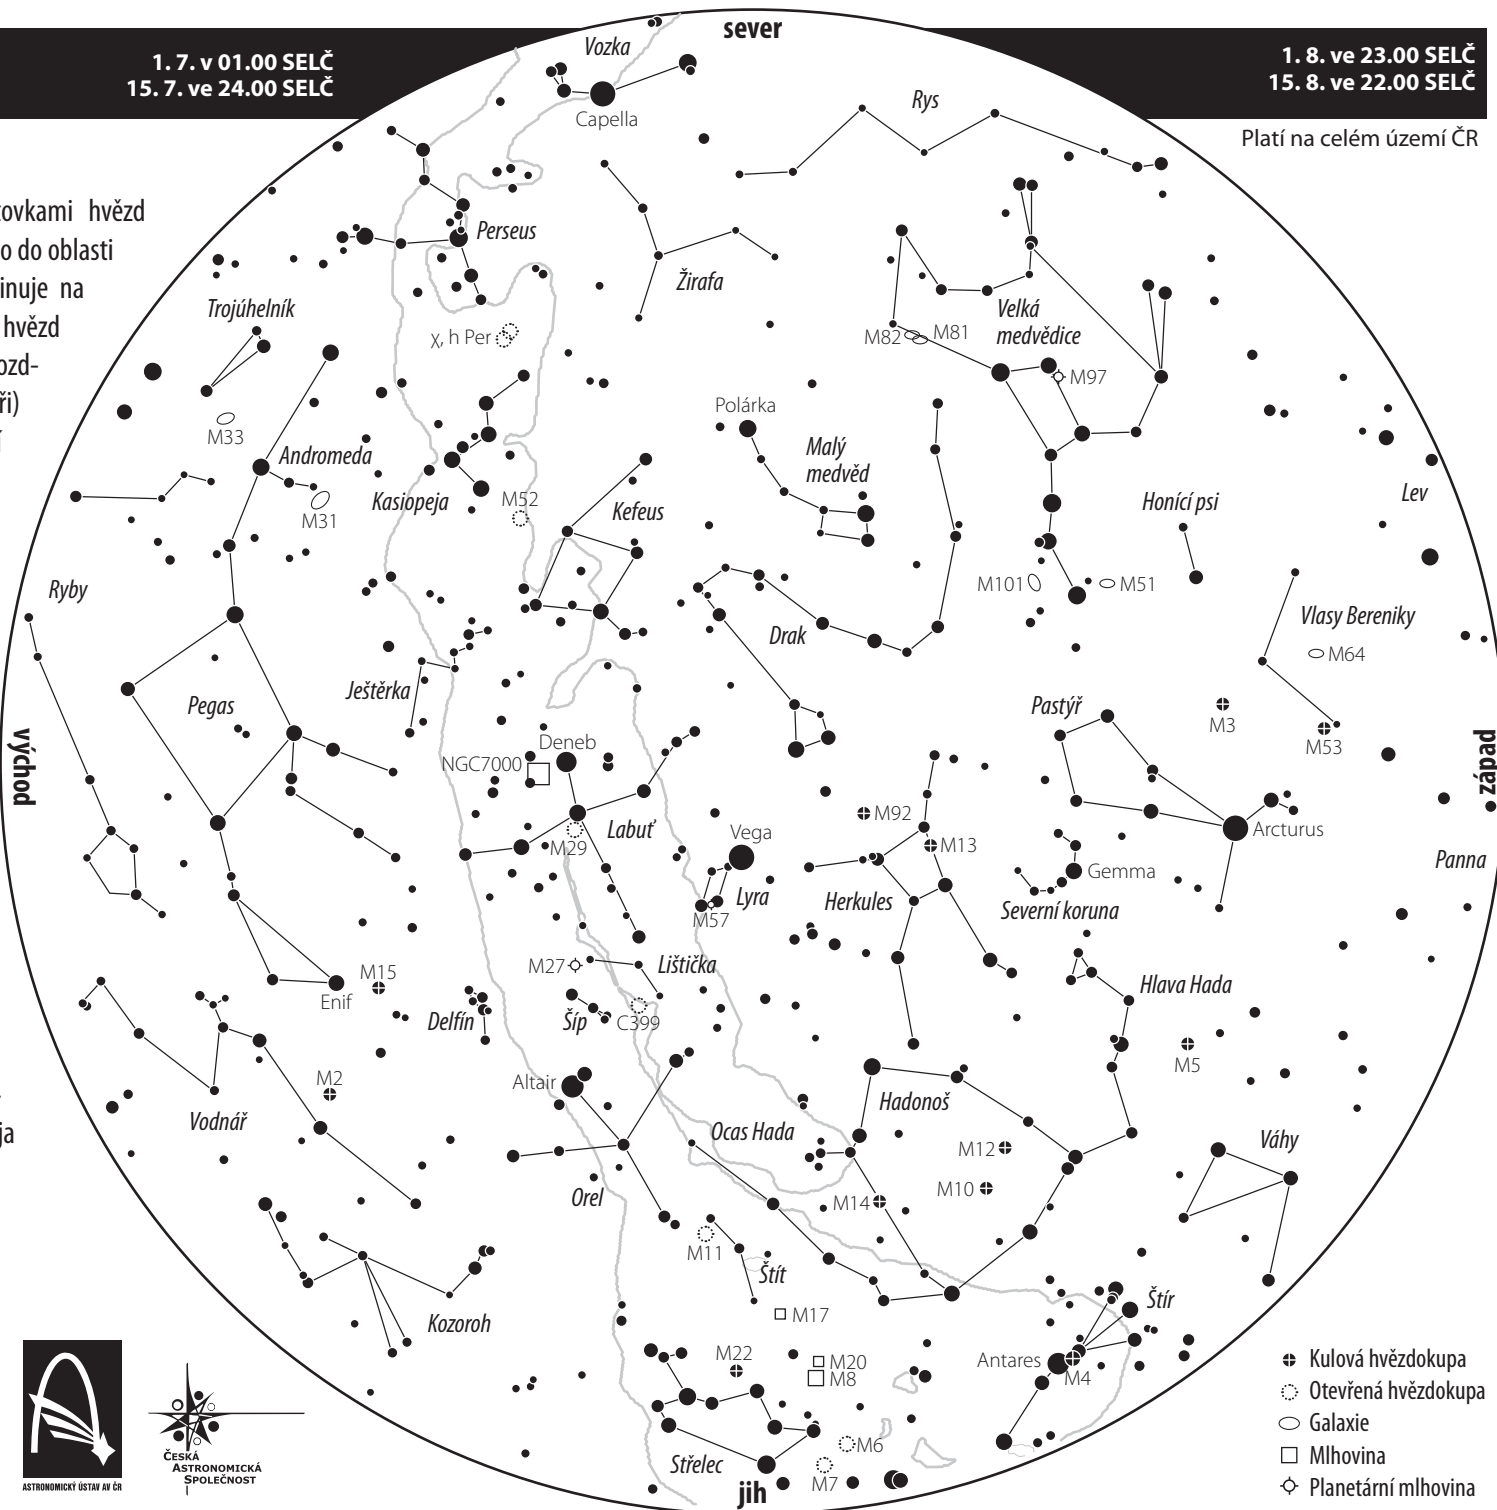 sever
1. 7. v 01.00 SELČ
15. 7. ve 24.00 SELČ
1. 8. ve 23.00 SELČ
15. 8. ve 22.00 SELČ
Platí na celém území ČR
hvězd
o do oblasti
inuje na
hvězd
Vozka
Capella
Rys
Perseus
Žirafa
Trojúhelník
χ, h Per
Velká
medvědice
M82
M81
M97
M33
Polárka
Malý
medvěd
Andromeda
M31
Kasiopeja
M52
Kefeus
Honící psi
Lev
Ryby
M101
M51
Vlasy Bereniky
M64
Drak
Ještěrka
Pegas
Pastýř
M3
M53
východ
západ
NGC7000
Deneb
Labuť
M29
Vega
Lyra
M57
M92
M13
Herkules
Arcturus
Gemma
Severní koruna
Panna
M15
Enif
M27
Lištička
Delfín
Šíp
C399
Hlava Hada
M5
Altair
M2
Vodnář
Hadonoš
Ocas Hada
M12
M10
M14
Váhy
Orel
M11
Štít
M17
Kozoroh
Štír
M22
M20
M8
Antares
M4
Střelec
M6
M7
jih
Kulová hvězdokupa
Otevřená hvězdokupa
Galaxie
Mlhovina
Planetární mlhovina
ASTRONOMICKÝ ÚSTAV AV ČR
ČESKÁ
ASTRONOMICKÁ
SPOLEČNOST